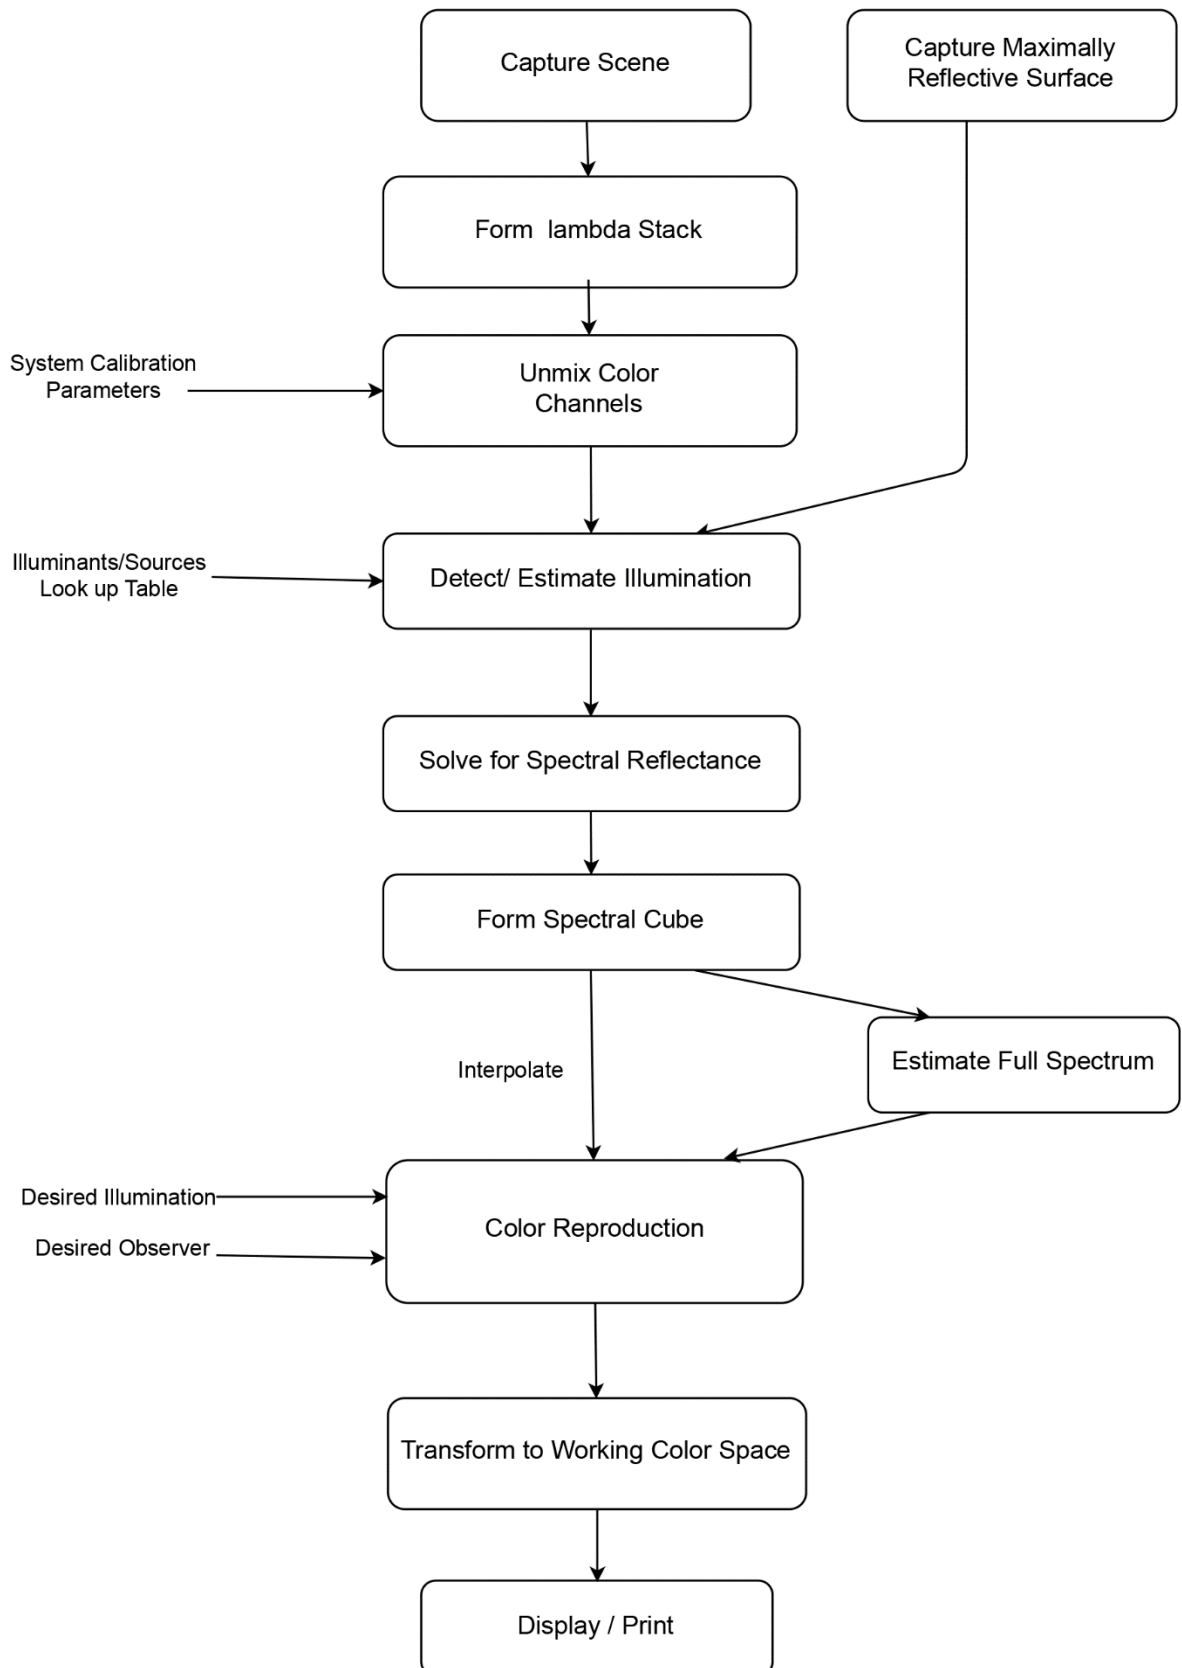 Capture Scene
Capture Maximally
Reflective Surface
Form lambda Stack
System Calibration
Parameters
Unmix Color
Channels
Illuminants/Sources
Look up Table
Detect/ Estimate Illumination
Solve for Spectral Reflectance
Form Spectral Cube
Interpolate
Estimate Full Spectrum
Desired Illumination
Desired Observer
Color Reproduction
Transform to Working Color Space
Display / Print